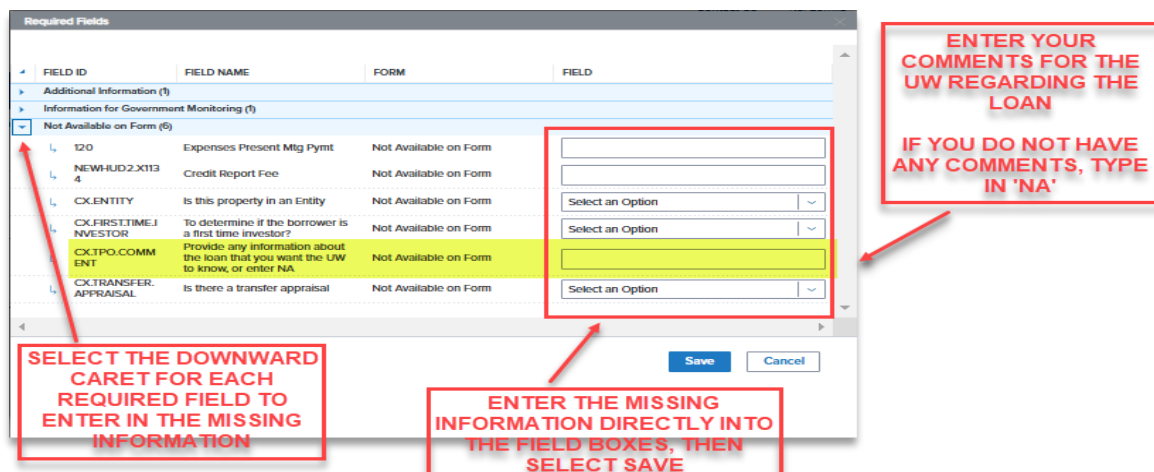 Required Fields
FIELD ID FIELD NAME FORM FIELD
Additional Information (1)
Information for Government Monitoring (1)
Not Available on Form (6)
120 Expenses Present Mtg Pymt Not Available on Form
NEWHUD2.X113
4 Credit Report Fee Not Available on Form
CX.ENTITY Is this property in an Entity Not Available on Form Select an Option
CX.FIRST.TIME.I
NVESTOR To determine if the borrower is
a first time investor? Not Available on Form Select an Option
CX.TPO.COMM
ENT Provide any information about
the loan that you want the UW
to know, or enter NA Not Available on Form
CX.TRANSFER.
APPRAISAL Is there a transfer appraisal Not Available on Form Select an Option
Save Cancel
ENTER YOUR
COMMENTS FOR THE
UW REGARDING THE
LOAN
IF YOU DO NOT HAVE
ANY COMMENTS, TYPE
IN 'NA'
SELECT THE DOWNWARD
CARET FOR EACH
REQUIRED FIELD TO
ENTER IN THE MISSING
INFORMATION
ENTER THE MISSING
INFORMATION DIRECTLY INTO
THE FIELD BOXES, THEN
SELECT SAVE